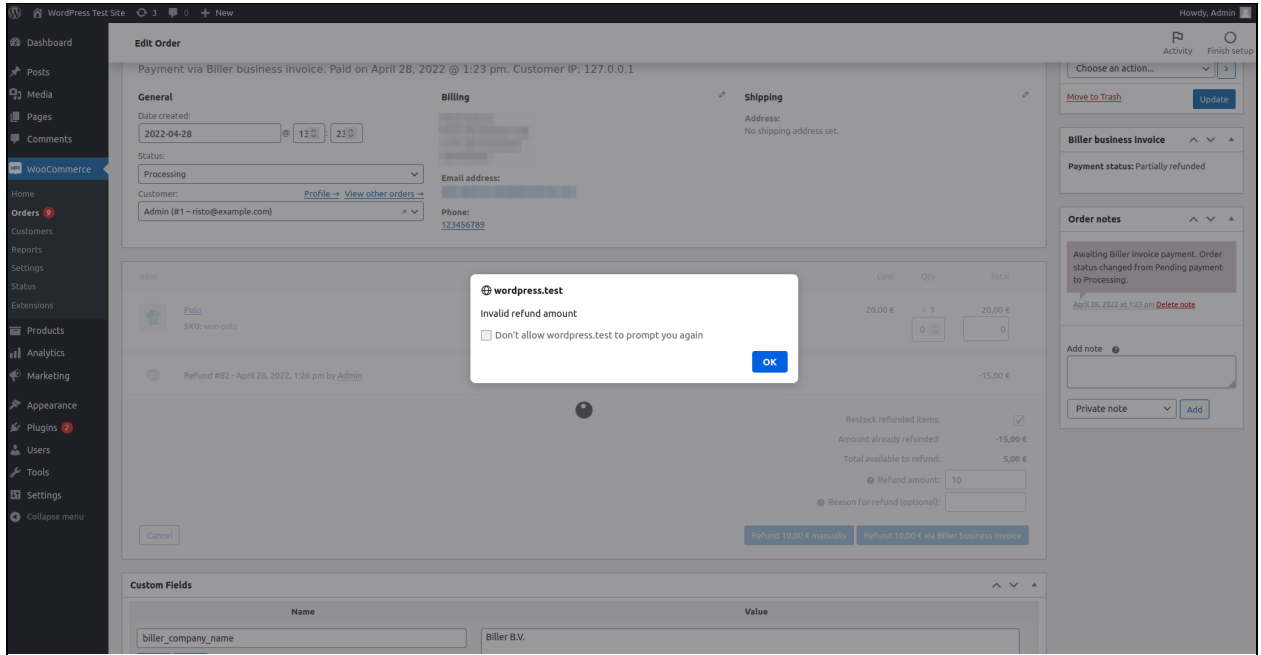 WordPress Test Site 3 0 + New
Howdy, Admin
Dashboard
Posts
Media
Pages
Comments
WooCommerce
Home
Orders 9
Customers
Reports
Settings
Status
Extensions
Products
Analytics
Marketing
Appearance
Plugins 2
Users
Tools
Settings
Collapse menu
Edit Order
Activity
Finish setup
Payment via Biller business invoice. Paid on April 28, 2022 @ 1:23 pm. Customer IP: 127.0.0.1
General
Date created:
2022-04-28 @ 13 : 23
Status:
Processing
Customer: Profile → View other orders →
Admin (#1 – risto@example.com) ×
Billing
Email address:
Phone:
123456789
Shipping
Address:
No shipping address set.
Item Cost Qty Total
Polo 20,00 € × 1 20,00 €
SKU: woo-polo 0 0
Refund #82 - April 28, 2022, 1:26 pm by Admin -15,00 €
Restock refunded items:
Amount already refunded: -15,00 €
Total available to refund: 5,00 €
Refund amount: 10
Reason for refund (optional):
Cancel
Refund 10,00 € manually
Refund 10,00 € via Biller business invoice
wordpress.test
Invalid refund amount
Don't allow wordpress.test to prompt you again
OK
Custom Fields
Name Value
biller_company_name Biller B.V.
Choose an action...
Move to Trash
Update
Biller business invoice
Payment status: Partially refunded
Order notes
Awaiting Biller invoice payment. Order
status changed from Pending payment
to Processing.
April 28, 2022 at 1:23 pm Delete note
Add note
Private note
Add